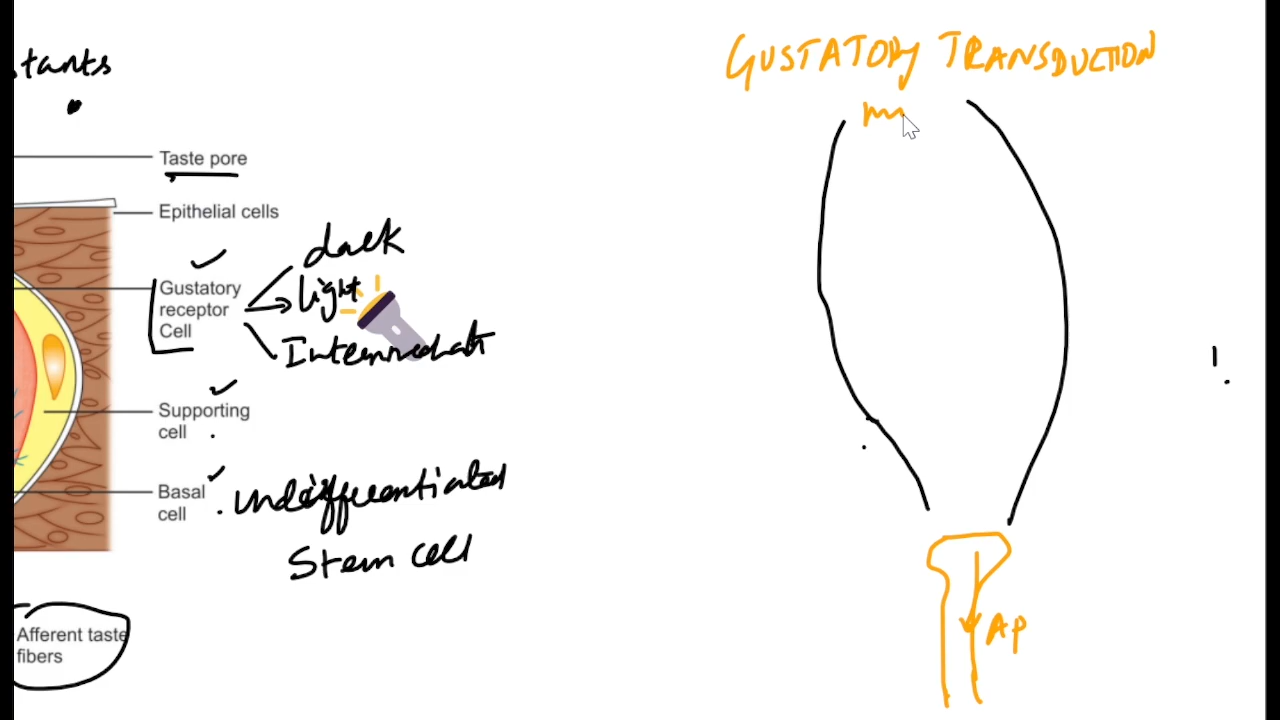 tants
GUSTATORY TRANSDUCTION
Taste pore
Epithelial cells
dark
Gustatory
receptor
Cell
light
Intermediate
Supporting
cell
Basal
cell
undifferentiated
Stem cell
Afferent taste
fibers
AP